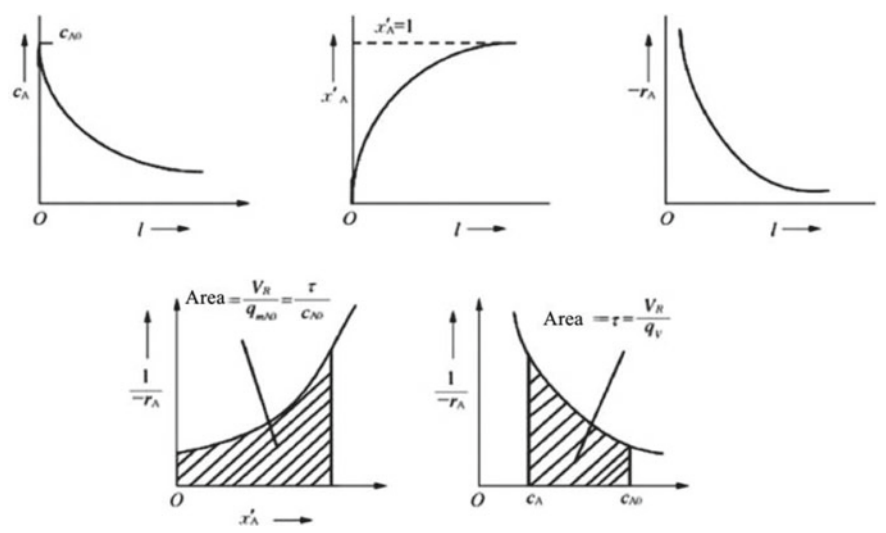 c_A0
c_A
O
l
x'_A=1
x'_A
O
l
-r_A
O
l
Area = V_R/q_mA0 = τ/c_A0
1/-r_A
O
x'_A
Area = τ = V_R/q_V
1/-r_A
O
c_A
c_A0